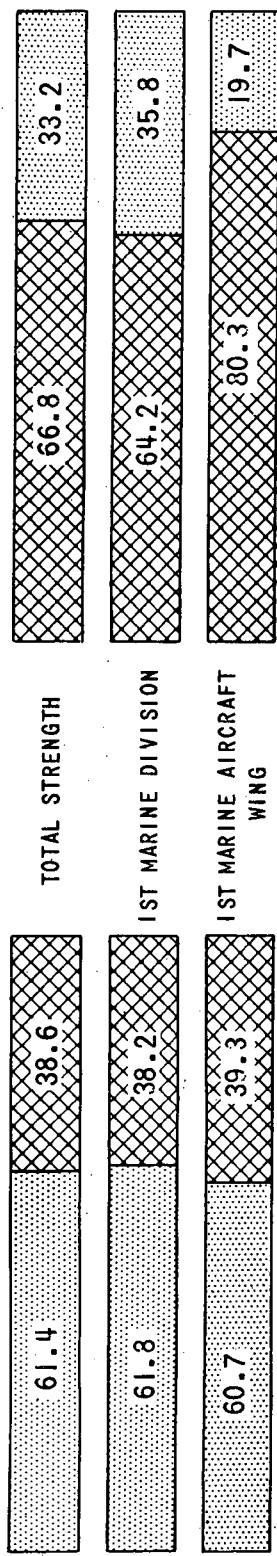 61.4 38.6 TOTAL STRENGTH 66.8 33.2
61.8 38.2 1ST MARINE DIVISION 64.2 35.8
60.7 39.3 1ST MARINE AIRCRAFT 80.3 19.7
WING